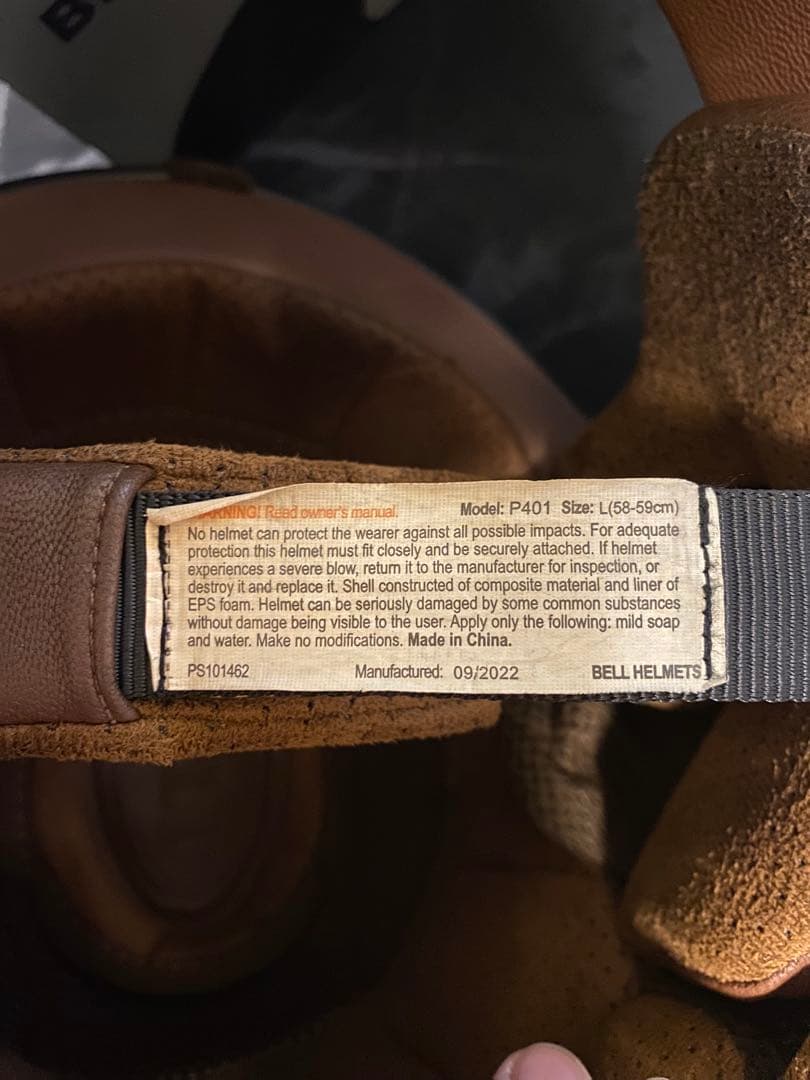 WARNING! Read owner's manual. Model: P401 Size: L(58-59cm)
No helmet can protect the wearer against all possible impacts. For adequate
protection this helmet must fit closely and be securely attached. If helmet
experiences a severe blow, return it to the manufacturer for inspection, or
destroy it and replace it. Shell constructed of composite material and liner of
EPS foam. Helmet can be seriously damaged by some common substances
without damage being visible to the user. Apply only the following: mild soap
and water. Make no modifications. Made in China.
PS101462 Manufactured: 09/2022 BELL HELMETS